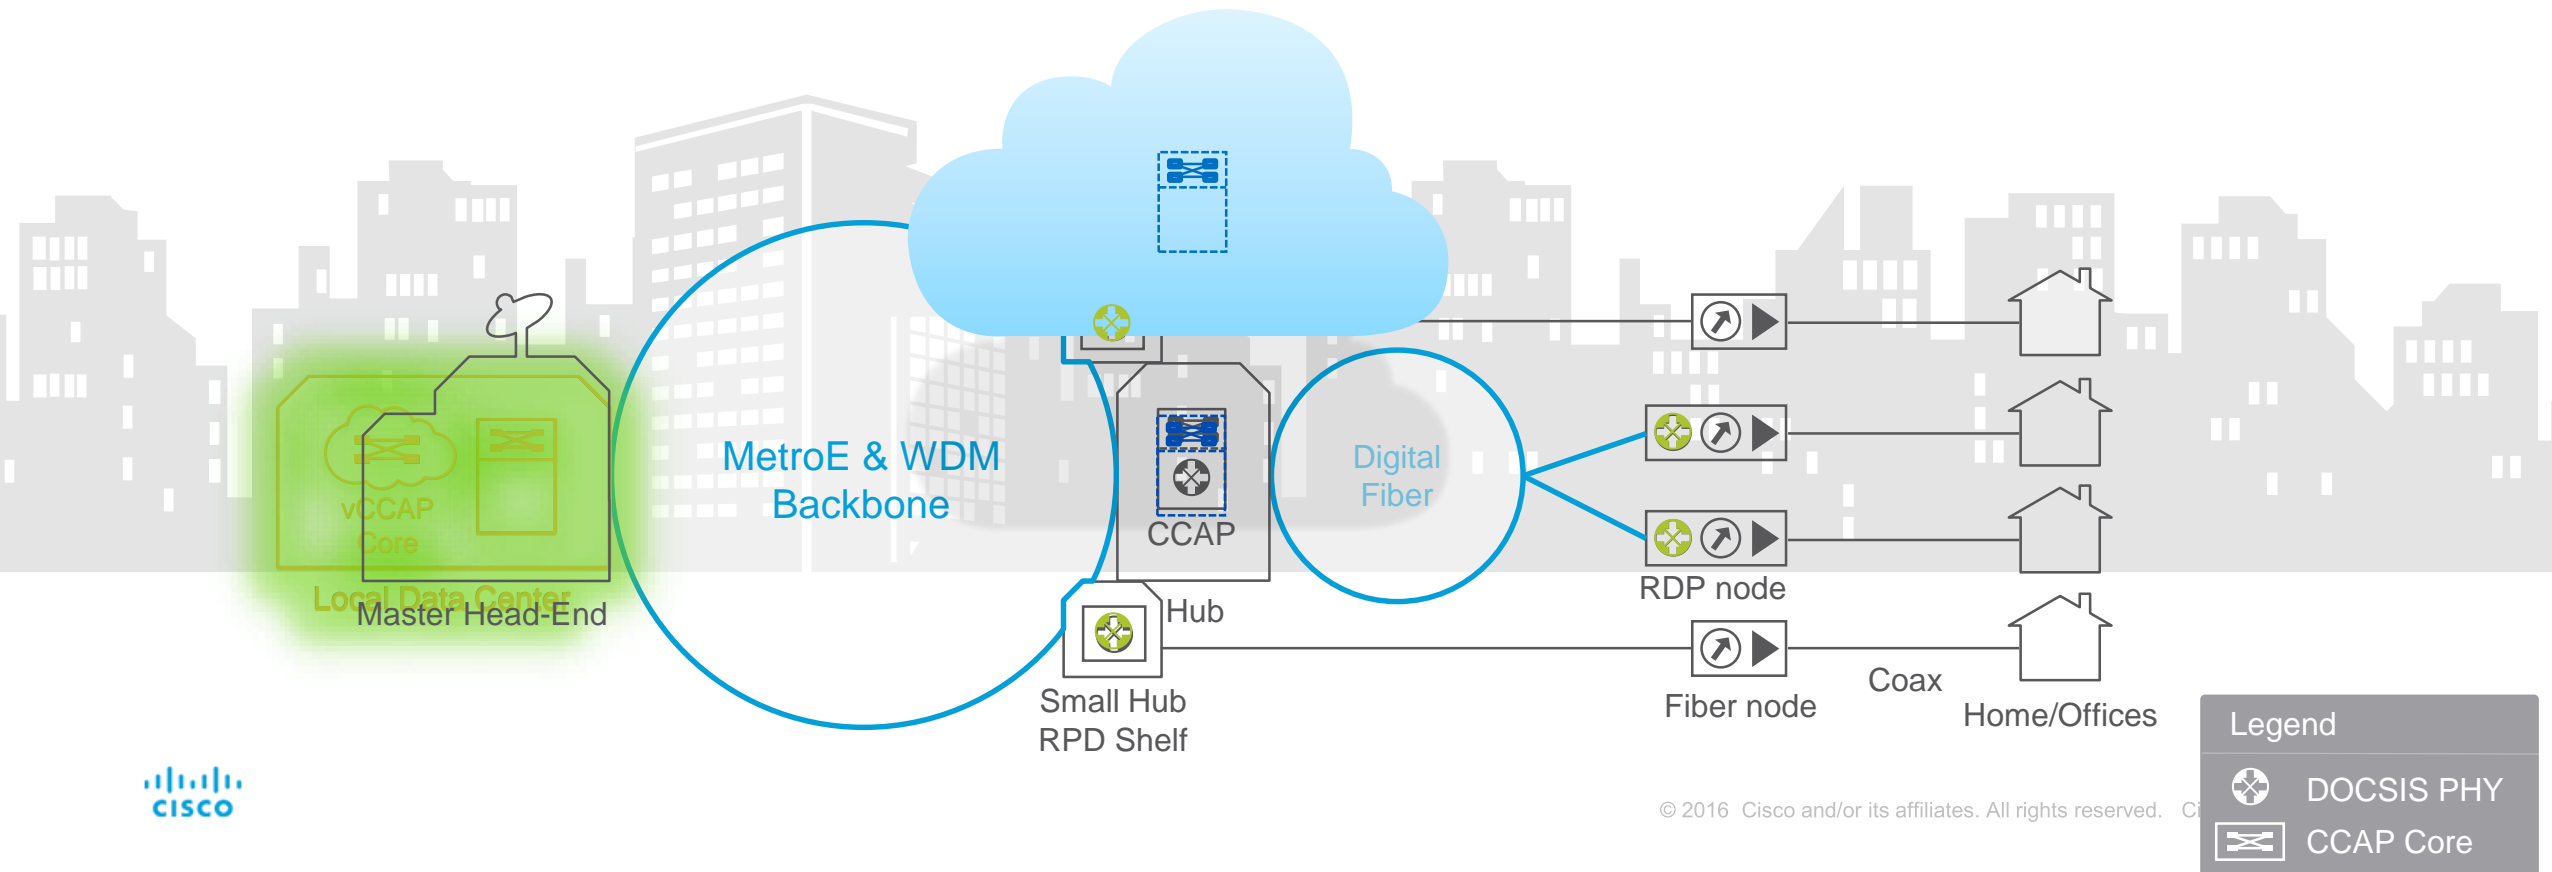 MetroE & WDM
Backbone
Digital
Fiber
vCCAP
Core
CCAP
Local Data Center
Master Head-End
Hub
RDP node
Small Hub
RPD Shelf
Fiber node
Coax
Home/Offices
Legend
DOCSIS PHY
CCAP Core
CISCO
© 2016 Cisco and/or its affiliates. All rights reserved. Ci